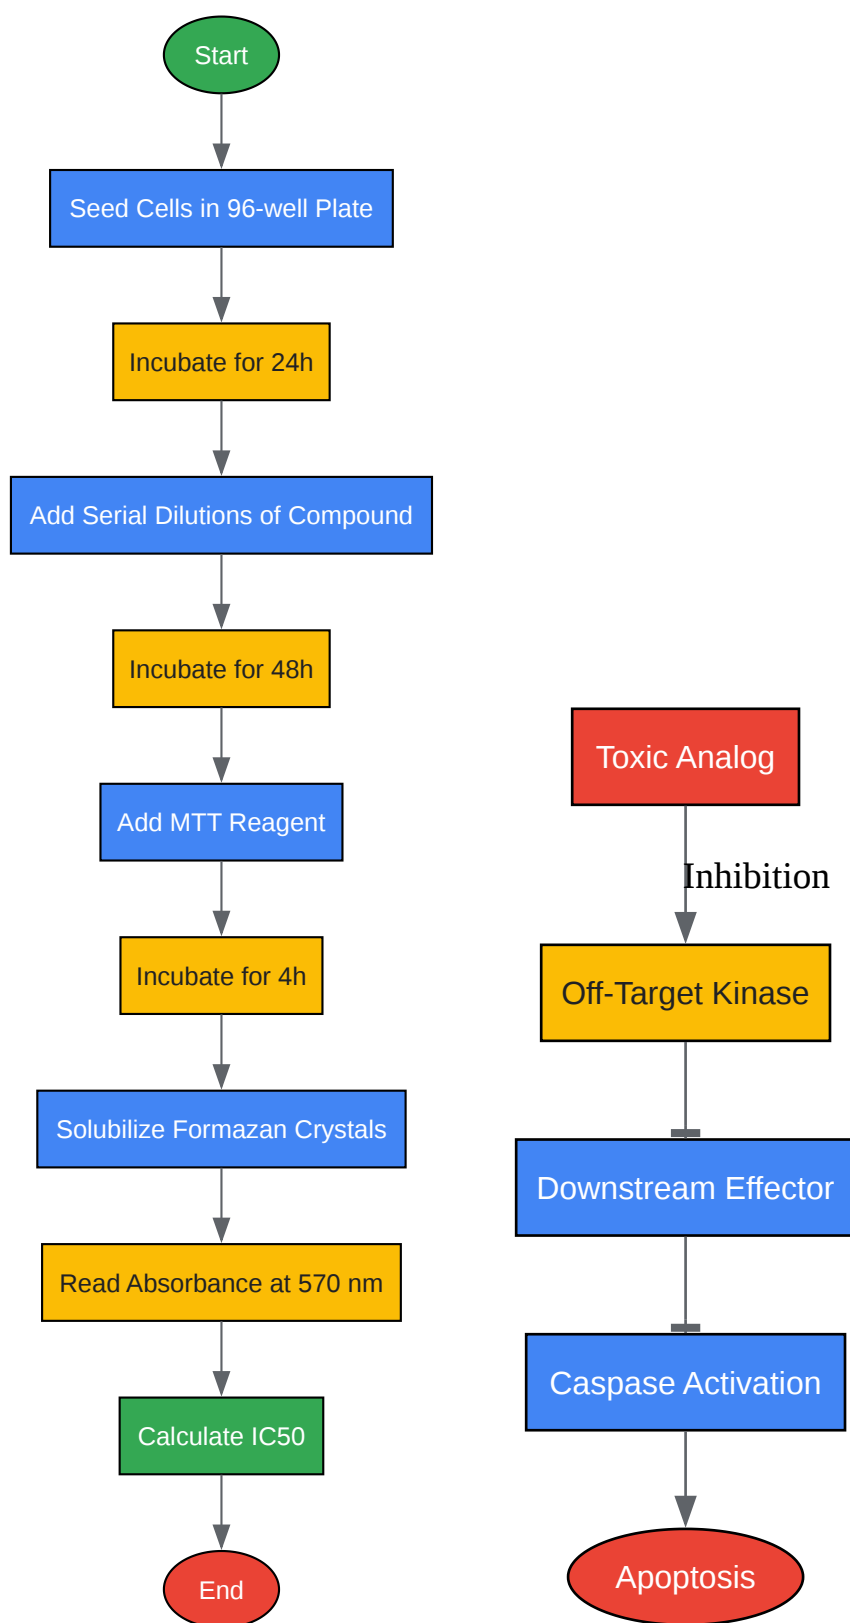 Start
Seed Cells in 96-well Plate
Incubate for 24h
Add Serial Dilutions of Compound
Incubate for 48h
Add MTT Reagent
Incubate for 4h
Solubilize Formazan Crystals
Read Absorbance at 570 nm
Calculate IC50
End
Toxic Analog
Inhibition
Off-Target Kinase
Downstream Effector
Caspase Activation
Apoptosis